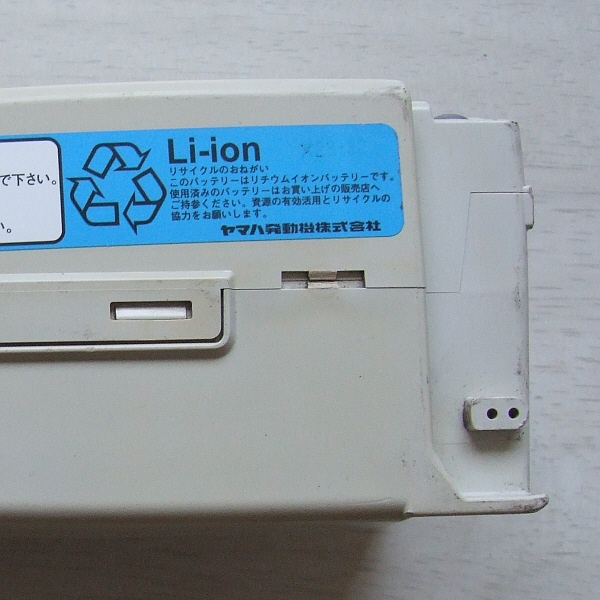 で下さい。
い。
Li-ion
リサイクルのおねがい
このバッテリーはリチウムイオンバッテリーです。
使用済みのバッテリーはお買い上げの販売店へ
ご持参ください。資源の有効活用とリサイクルの
協力をお願いします。
ヤマハ発動機株式会社